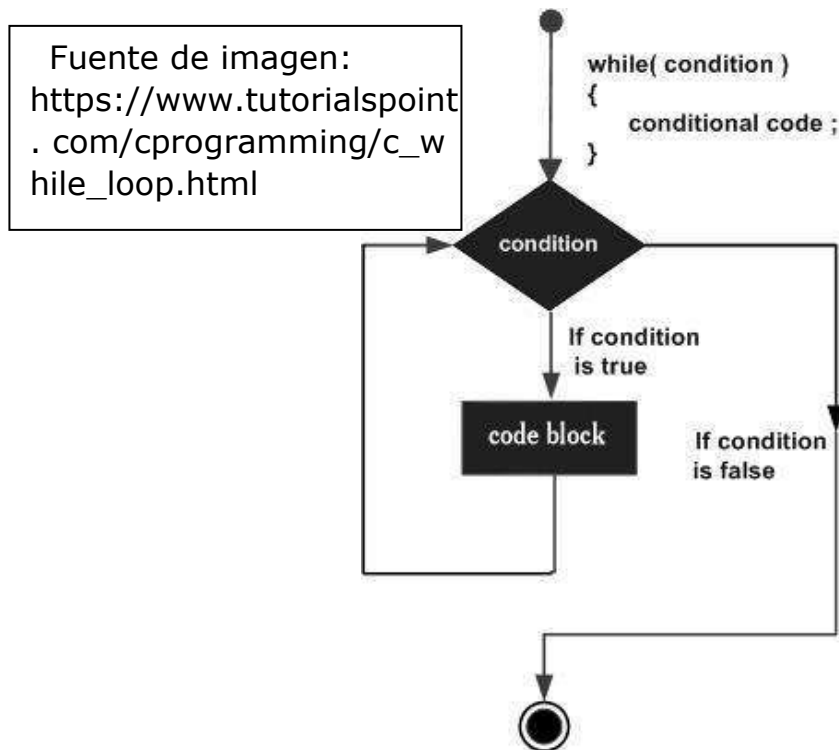 Fuente de imagen:
https://www.tutorialspoint
. com/cprogramming/c_w
hile_loop.html
while( condition )
{
conditional code ;
}
condition
If condition
is true
code block
If condition
is false